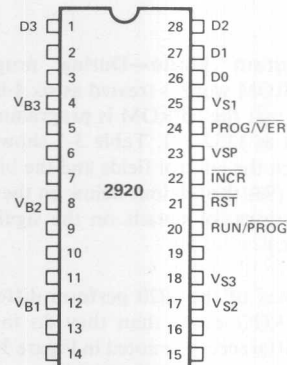 D3 1 28 D2
2 27 D1
3 26 D0
VB3 4 25 VS1
5 24 PROG/VER
6 23 VSP
7 22 INCR
2920
VB2 8 21 RST
9 20 RUN/PROG
10 19
11 18 VS3
VB1 12 17 VS2
13 16
14 15